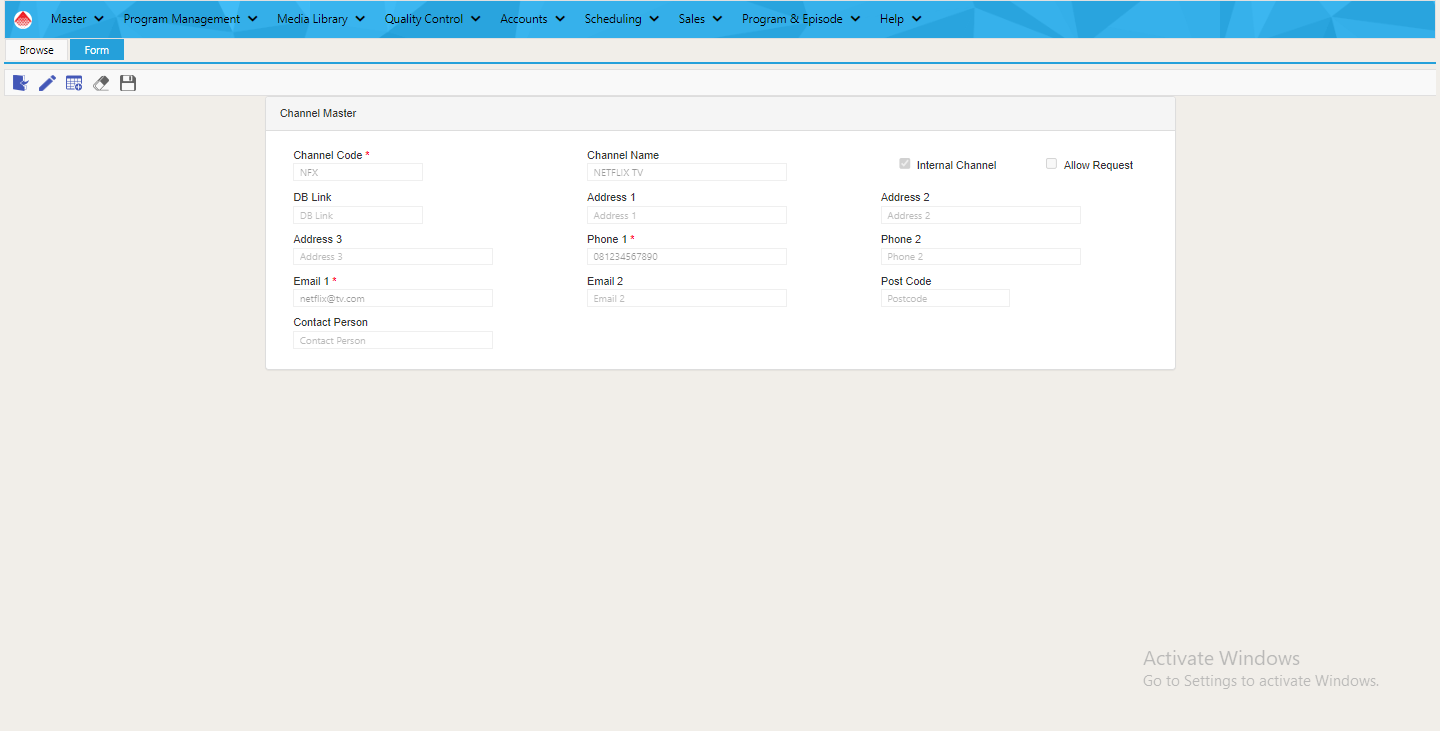 Master Program Management Media Library Quality Control Accounts Scheduling Sales Program & Episode Help
Browse Form
Channel Master
Channel Code * Channel Name
Internal Channel Allow Request
NFX NETFLIX TV
DB Link Address 1 Address 2
DB Link Address 1 Address 2
Address 3 Phone 1 * Phone 2
Address 3 081234567890 Phone 2
Email 1 * Email 2 Post Code
netflix@tv.com Email 2 Postcode
Contact Person
Contact Person
Activate Windows
Go to Settings to activate Windows.